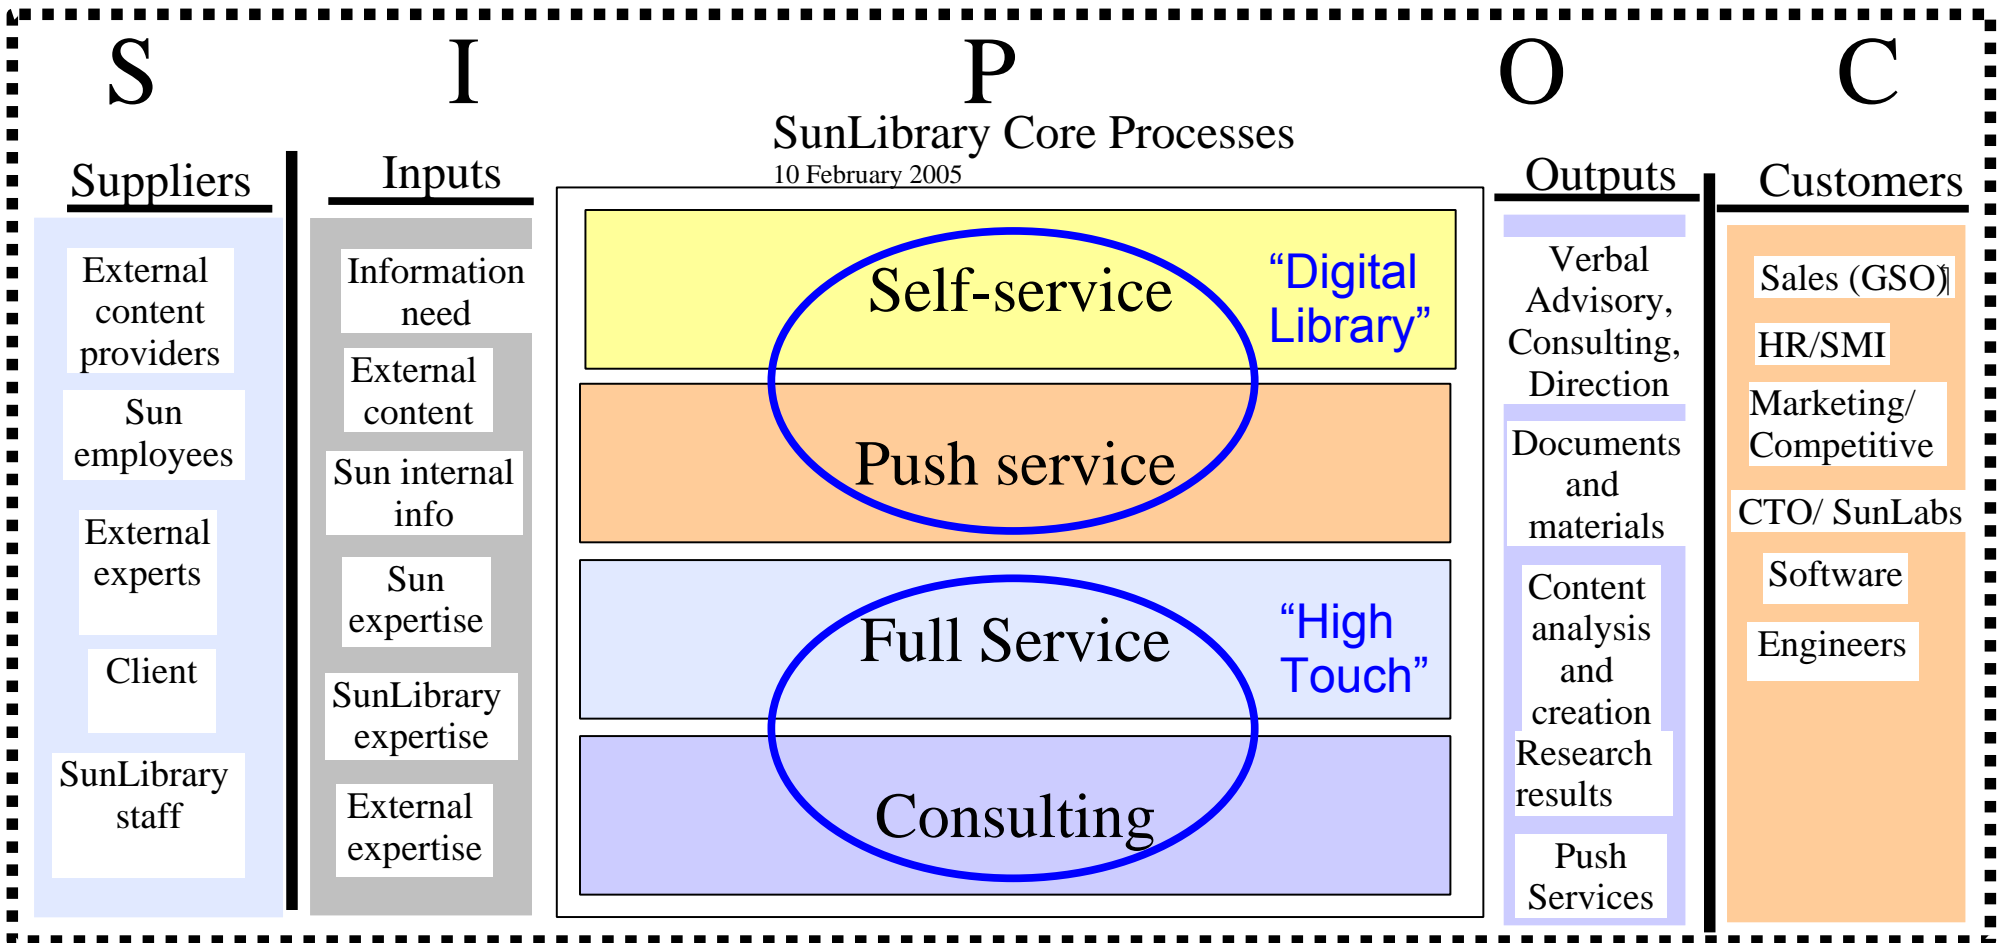 S
I
P
O
C
SunLibrary Core Processes
10 February 2005
Suppliers
External
content
providers
Sun
employees
External
experts
Client
SunLibrary
staff
Inputs
Information
need
External
content
Sun internal
info
Sun
expertise
SunLibrary
expertise
External
expertise
Self-service
“Digital
Library”
Push service
Full Service
“High
Touch”
Consulting
Outputs
Verbal
Advisory,
Consulting,
Direction
Documents
and
materials
Content
analysis
and
creation
Research
results
Push
Services
Customers
Sales (GSO)
HR/SMI
Marketing/
Competitive
CTO/ SunLabs
Software
Engineers